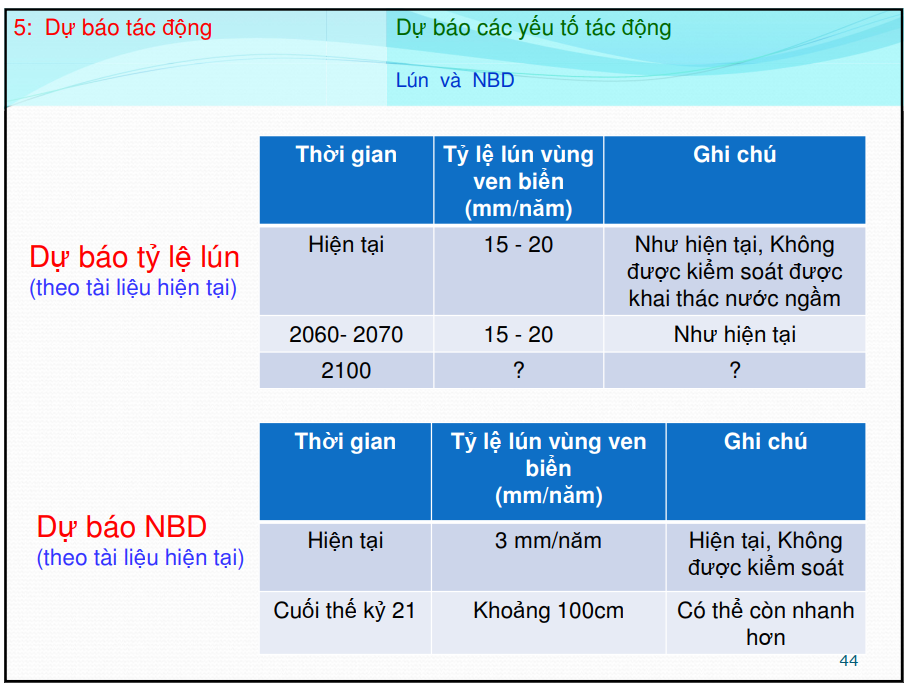 5:  Dự báo tác động
Dự báo các yếu tố tác động
Lún  và  NBD
Dự báo tỷ lệ lún
(theo tài liệu hiện tại)
Thời gian
Tỷ lệ lún vùng
ven biển
(mm/năm)
Ghi chú
Hiện tại
15 - 20
Như hiện tại, Không
được kiểm soát được
khai thác nước ngầm
2060- 2070
15 - 20
Như hiện tại
2100
?
?
Dự báo NBD
(theo tài liệu hiện tại)
Thời gian
Tỷ lệ lún vùng ven
biển
(mm/năm)
Ghi chú
Hiện tại
3 mm/năm
Hiện tại, Không
được kiểm soát
Cuối thế kỷ 21
Khoảng 100cm
Có thể còn nhanh
hơn
44